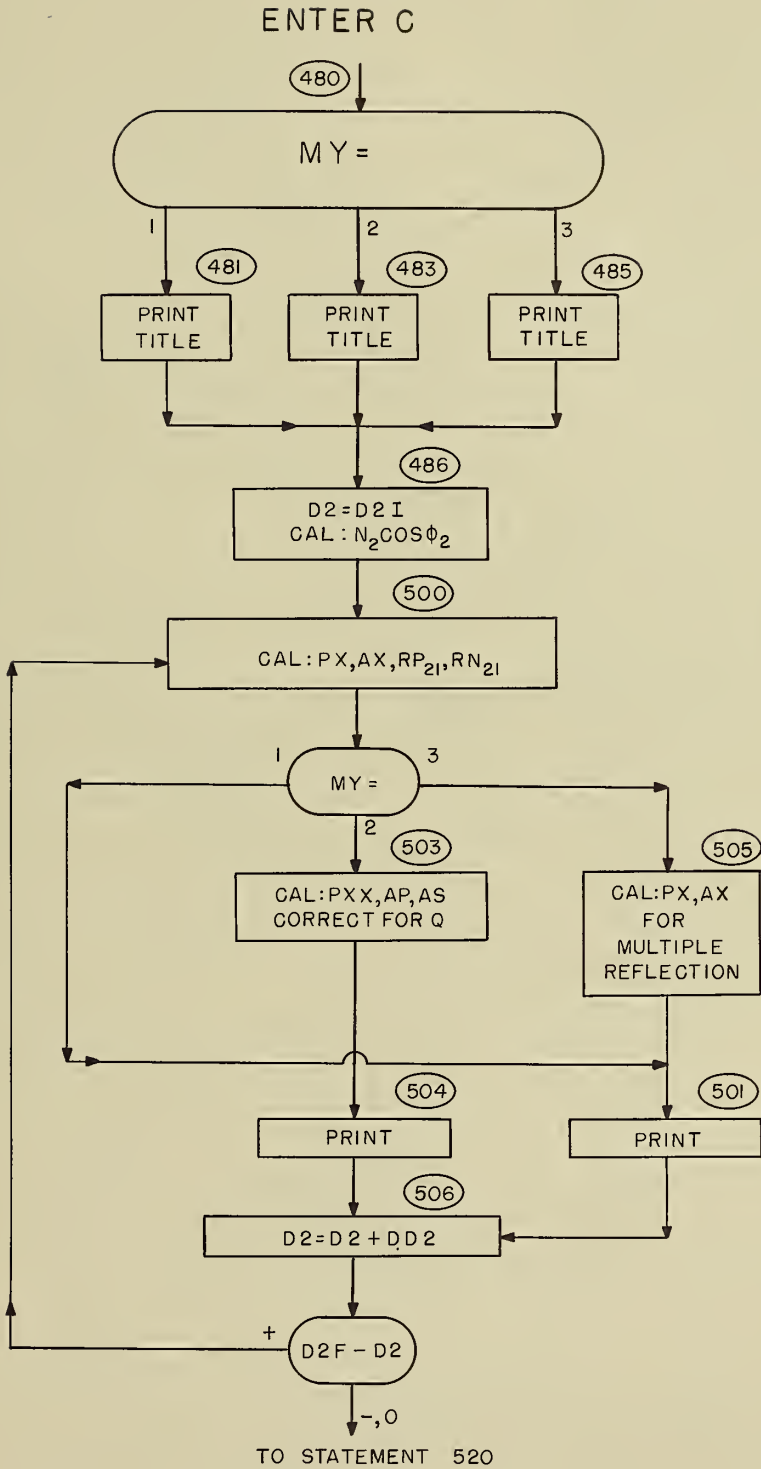 ENTER C
480
MY=
1
2
3
481
483
485
PRINT
TITLE
PRINT
TITLE
PRINT
TITLE
486
D2=D2I
CAL: N₂COSΦ₂
500
CAL: PX, AX, RP₂₁, RN₂₁
1
3
MY=
2
503
505
CAL: PXX, AP, AS
CORRECT FOR Q
CAL: PX, AX
FOR
MULTIPLE
REFLECTION
504
501
PRINT
PRINT
506
D2=D2+DD2
+
D2F-D2
-,0
TO STATEMENT 520